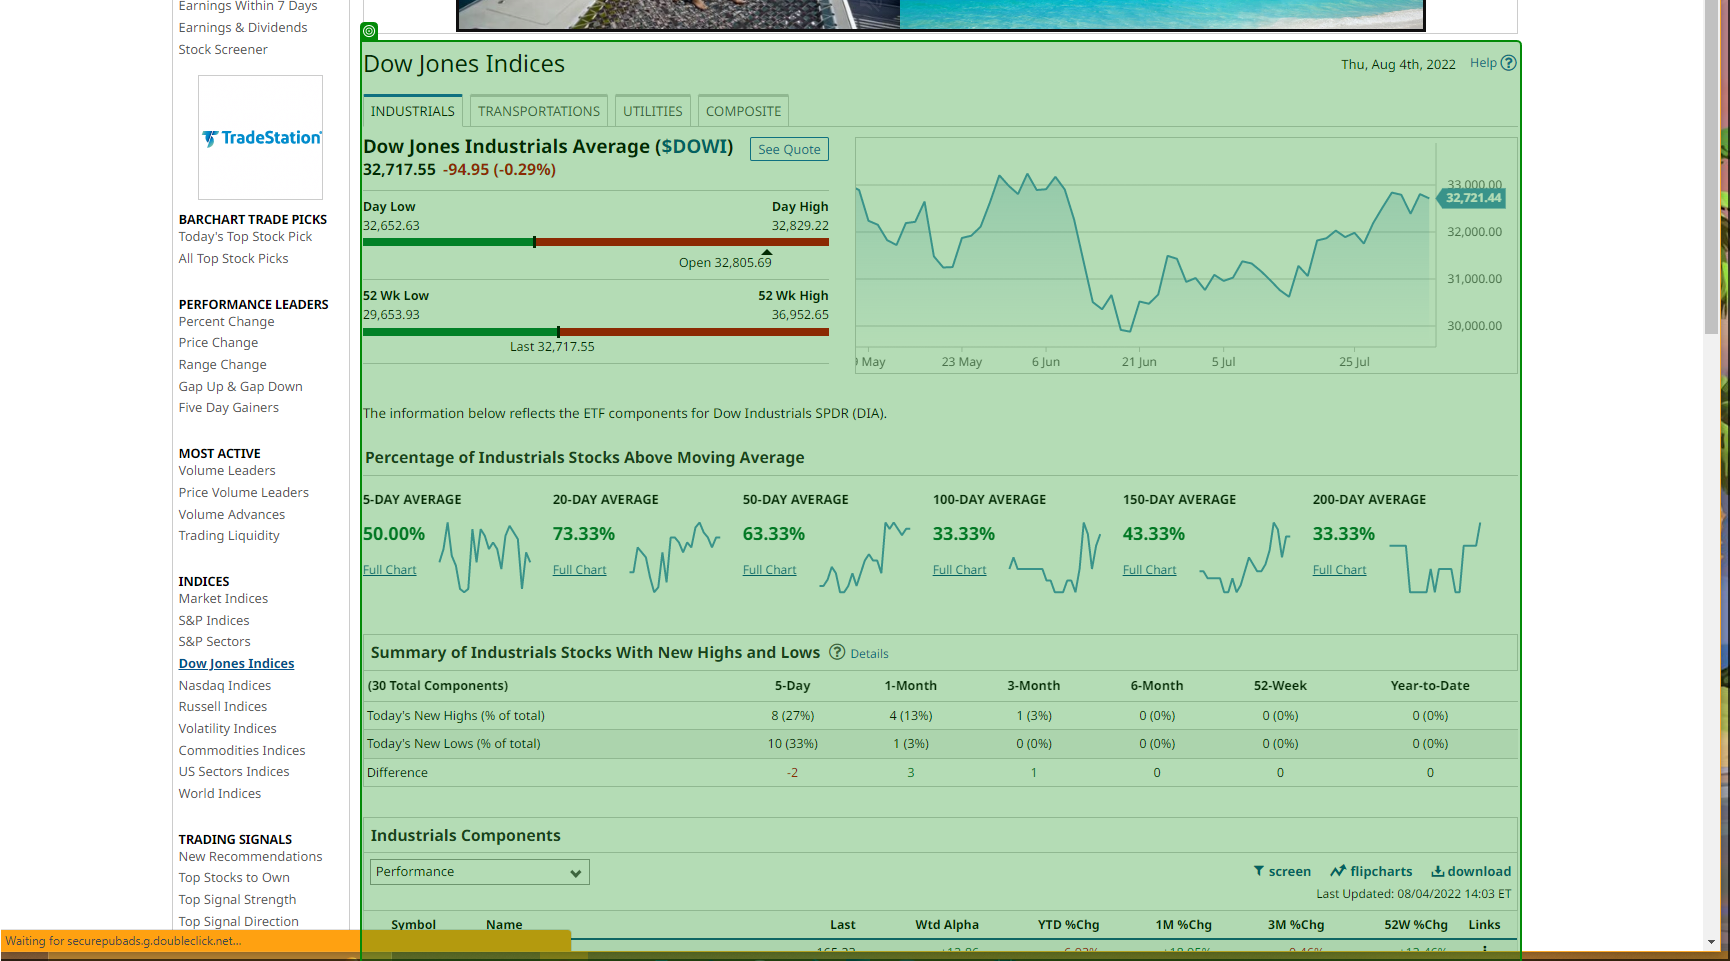 Earnings Within 7 Days
Earnings & Dividends
Stock Screener
TradeStation
BARCHART TRADE PICKS
Today's Top Stock Pick
All Top Stock Picks
PERFORMANCE LEADERS
Percent Change
Price Change
Range Change
Gap Up & Gap Down
Five Day Gainers
MOST ACTIVE
Volume Leaders
Price Volume Leaders
Volume Advances
Trading Liquidity
INDICES
Market Indices
S&P Indices
S&P Sectors
Dow Jones Indices
Nasdaq Indices
Russell Indices
Volatility Indices
Commodities Indices
US Sectors Indices
World Indices
TRADING SIGNALS
New Recommendations
Top Stocks to Own
Top Signal Strength
Top Signal Direction
Waiting for securepubads.g.doubleclick.net...
Dow Jones Indices
Thu, Aug 4th, 2022 Help ?
INDUSTRIALS TRANSPORTATIONS UTILITIES COMPOSITE
Dow Jones Industrials Average ($DOWI) See Quote
32,717.55 -94.95 (-0.29%)
Day Low Day High
32,652.63 32,829.22
Open 32,805.69
52 Wk Low 52 Wk High
29,653.93 36,952.65
Last 32,717.55
33,000.00
32,721.44
32,000.00
31,000.00
30,000.00
May 23 May 6 Jun 21 Jun 5 Jul 25 Jul
The information below reflects the ETF components for Dow Industrials SPDR (DIA).
Percentage of Industrials Stocks Above Moving Average
5-DAY AVERAGE 20-DAY AVERAGE 50-DAY AVERAGE 100-DAY AVERAGE 150-DAY AVERAGE 200-DAY AVERAGE
50.00% 73.33% 63.33% 33.33% 43.33% 33.33%
Full Chart Full Chart Full Chart Full Chart Full Chart Full Chart
Summary of Industrials Stocks With New Highs and Lows ? Details
(30 Total Components) 5-Day 1-Month 3-Month 6-Month 52-Week Year-to-Date
Today's New Highs (% of total) 8 (27%) 4 (13%) 1 (3%) 0 (0%) 0 (0%) 0 (0%)
Today's New Lows (% of total) 10 (33%) 1 (3%) 0 (0%) 0 (0%) 0 (0%) 0 (0%)
Difference -2 3 1 0 0 0
Industrials Components
Performance screen flipcharts download
Last Updated: 08/04/2022 14:03 ET
Symbol Name Last Wtd Alpha YTD %Chg 1M %Chg 3M %Chg 52W %Chg Links